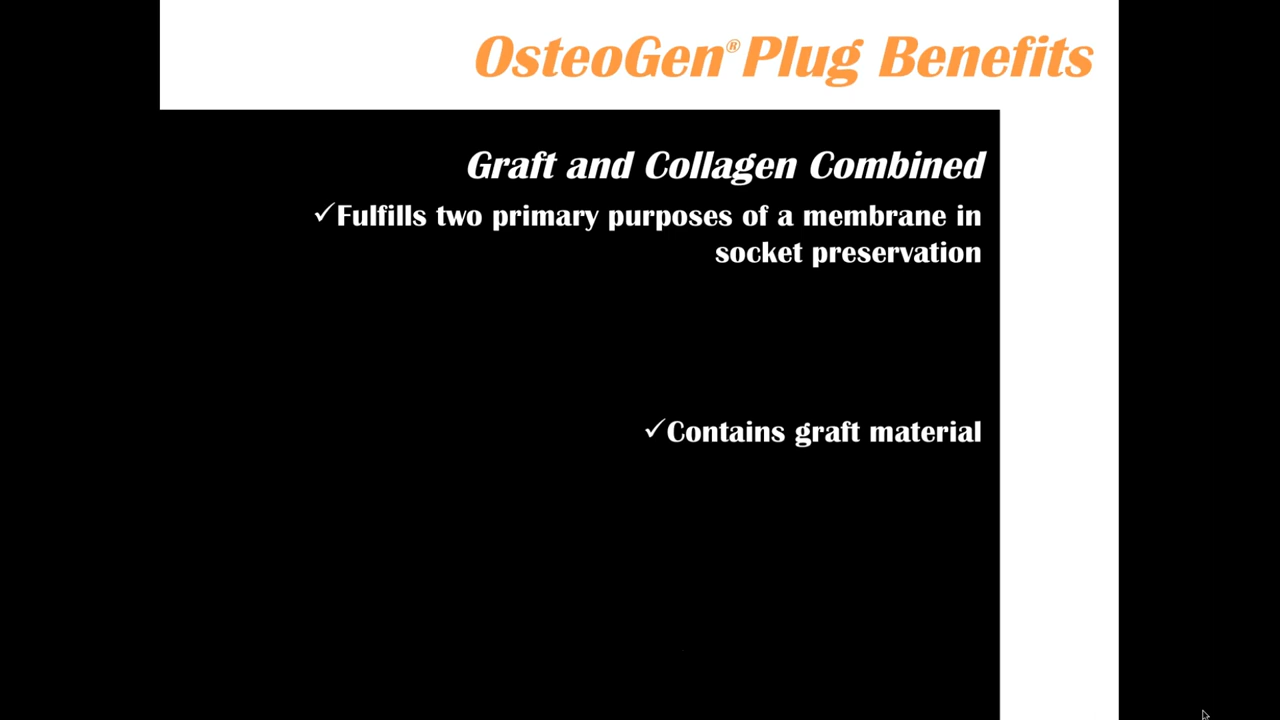 OsteoGen® Plug Benefits
Graft and Collagen Combined
✓Fulfills two primary purposes of a membrane in
socket preservation
✓Contains graft material